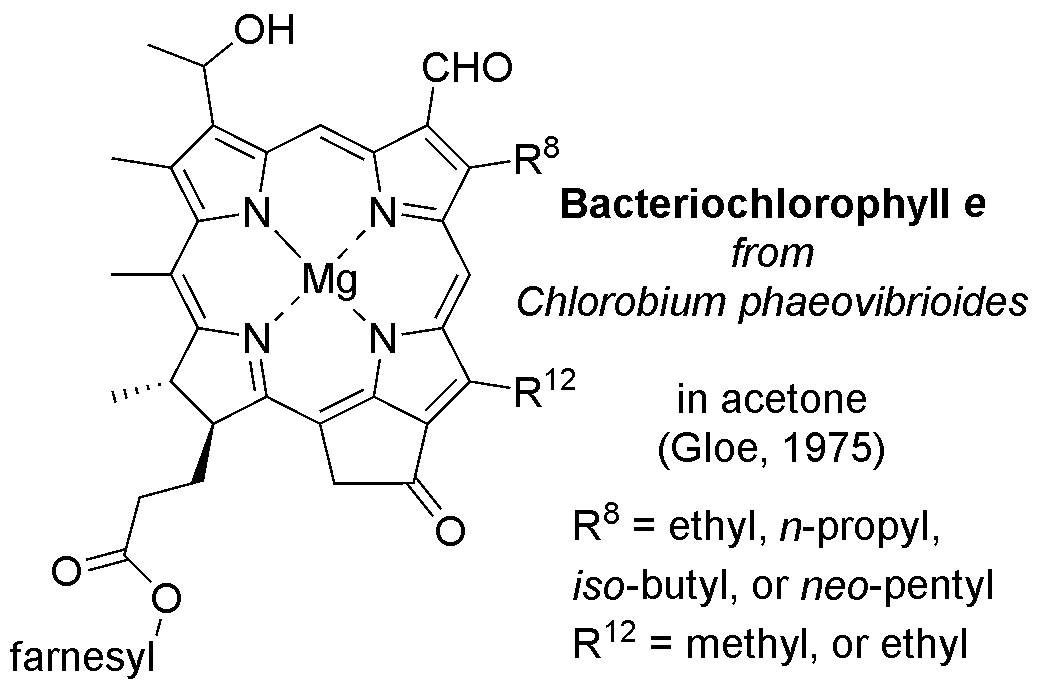 OH
CHO
R8
N
N
Bacteriochlorophyll e
from
Chlorobium phaeovibrioides
Mg
N
N
R12
in acetone
(Gloe, 1975)
R8 = ethyl, n-propyl,
iso-butyl, or neo-pentyl
R12 = methyl, or ethyl
O
O
O
farnesyl